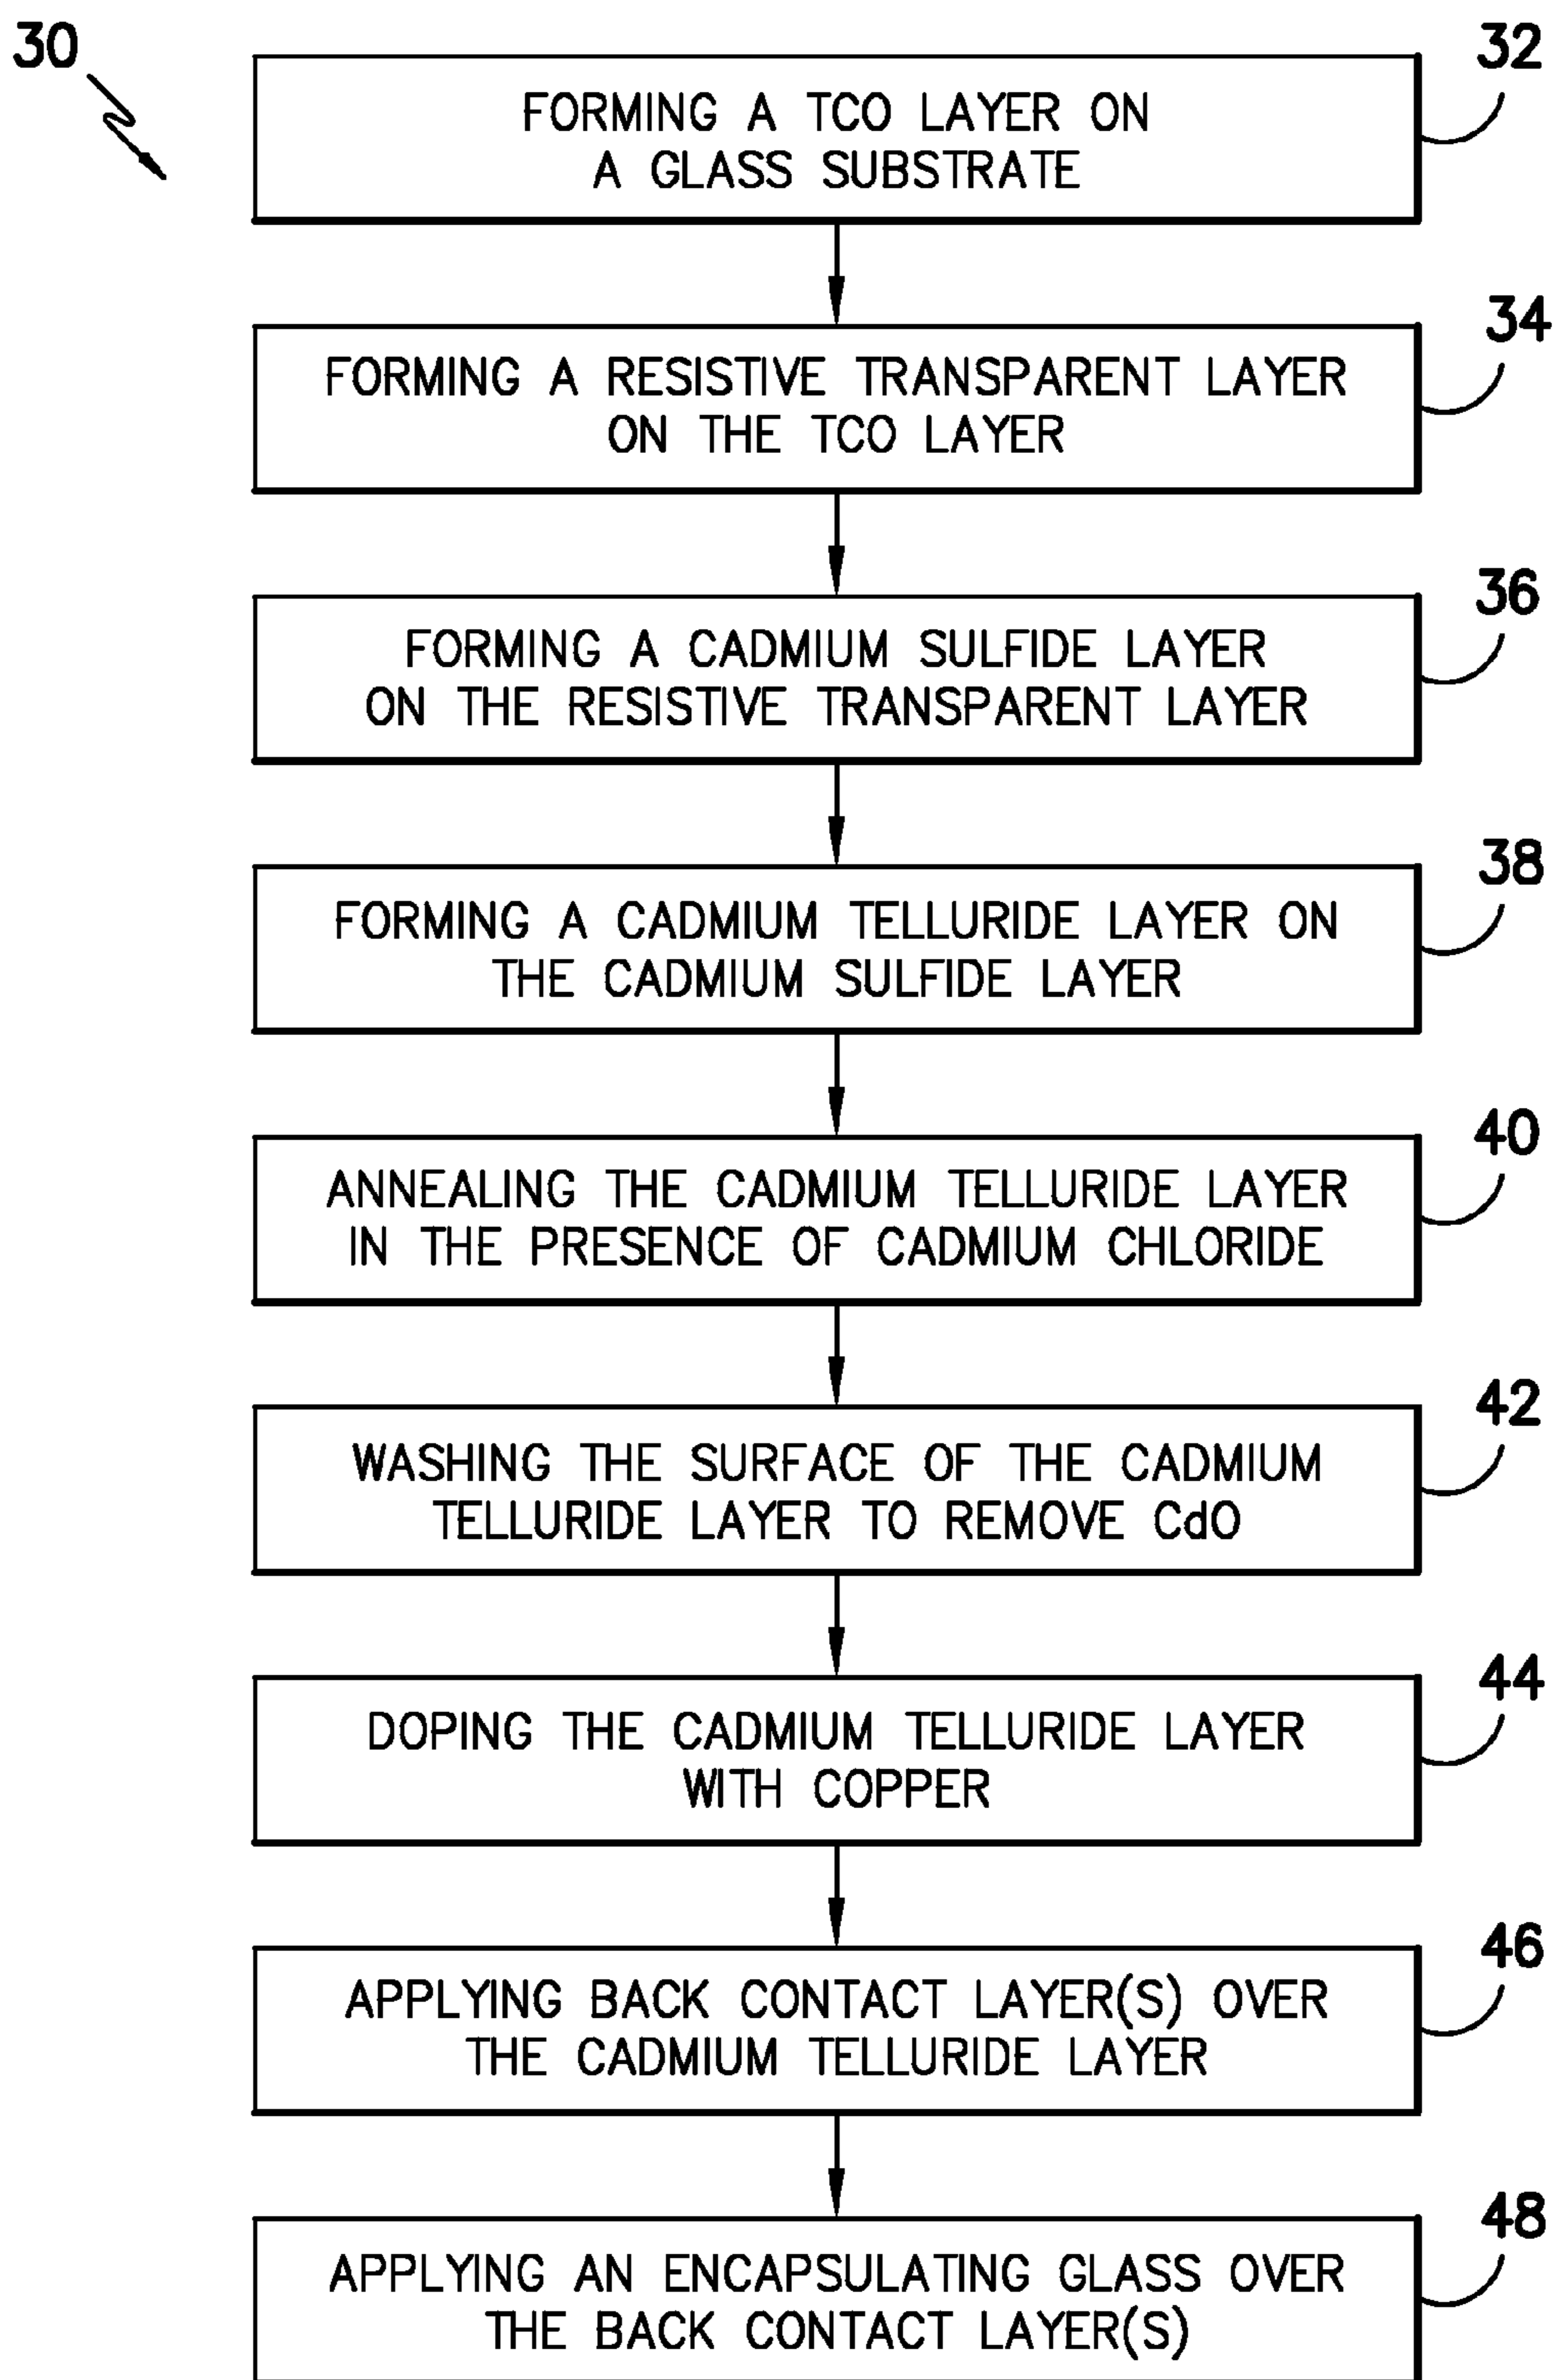 30
32
FORMING A TCO LAYER ON
A GLASS SUBSTRATE
34
FORMING A RESISTIVE TRANSPARENT LAYER
ON THE TCO LAYER
36
FORMING A CADMIUM SULFIDE LAYER
ON THE RESISTIVE TRANSPARENT LAYER
38
FORMING A CADMIUM TELLURIDE LAYER ON
THE CADMIUM SULFIDE LAYER
40
ANNEALING THE CADMIUM TELLURIDE LAYER
IN THE PRESENCE OF CADMIUM CHLORIDE
42
WASHING THE SURFACE OF THE CADMIUM
TELLURIDE LAYER TO REMOVE CdO
44
DOPING THE CADMIUM TELLURIDE LAYER
WITH COPPER
46
APPLYING BACK CONTACT LAYER(S) OVER
THE CADMIUM TELLURIDE LAYER
48
APPLYING AN ENCAPSULATING GLASS OVER
THE BACK CONTACT LAYER(S)